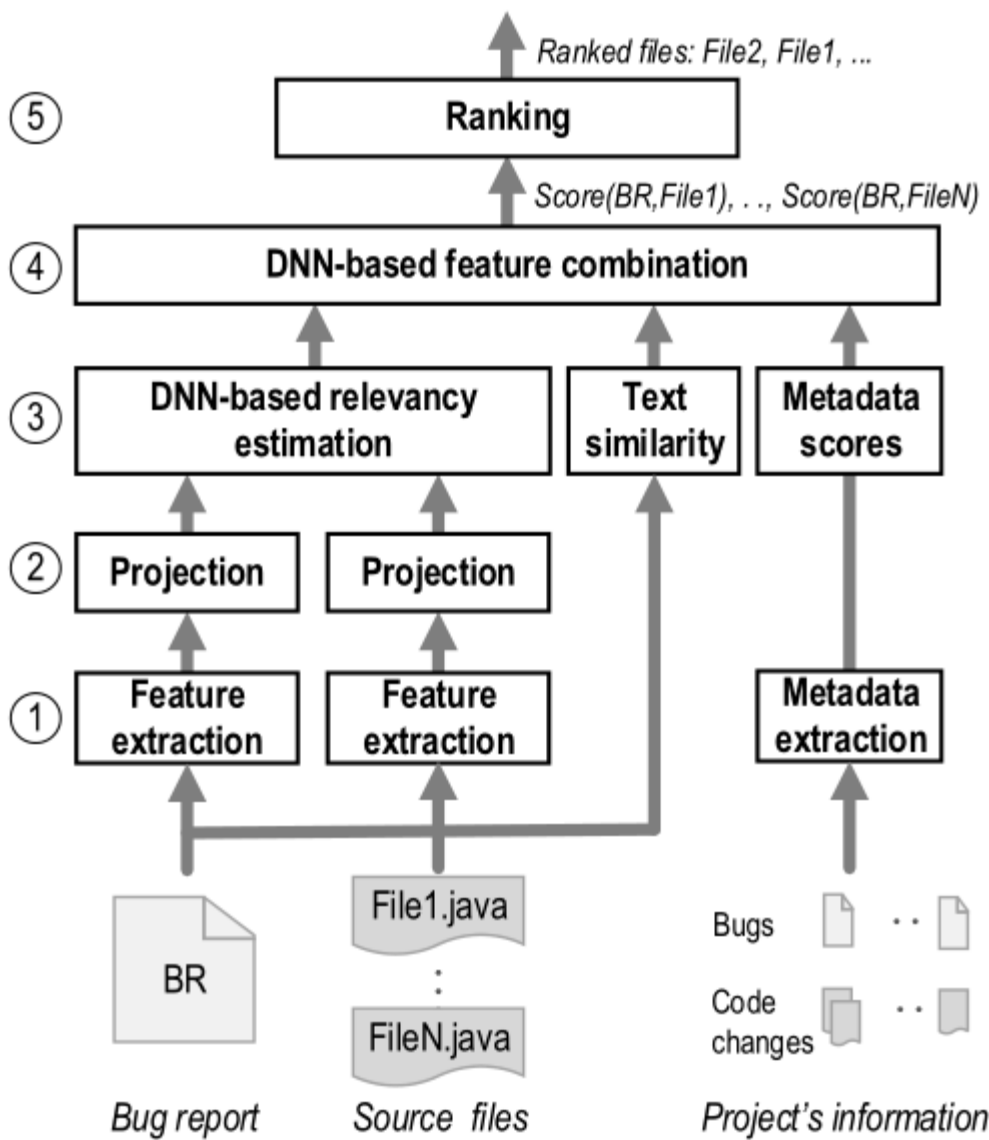 Ranked files: File2, File1, ...
5
Ranking
Score(BR,File1), . ., Score(BR,FileN)
4
DNN-based feature combination
3
DNN-based relevancy
estimation
Text
similarity
Metadata
scores
2
Projection
Projection
1
Feature
extraction
Feature
extraction
Metadata
extraction
BR
File1.java
:
FileN.java
Bugs
. .
Code
changes
. .
Bug report
Source files
Project's information